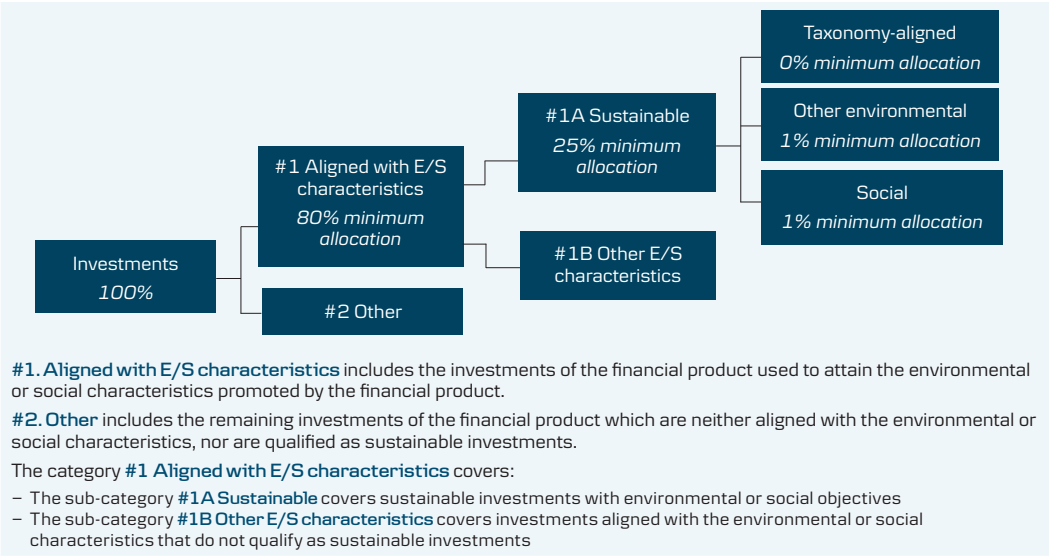 Taxonomy-aligned
0% minimum allocation
Other environmental
1% minimum allocation
Social
1% minimum allocation
#1A Sustainable
25% minimum
allocation
#1 Aligned with E/S
characteristics
80% minimum
allocation
#1B Other E/S
characteristics
Investments
100%
#2 Other
#1. Aligned with E/S characteristics includes the investments of the financial product used to attain the environmental
or social characteristics promoted by the financial product.
#2. Other includes the remaining investments of the financial product which are neither aligned with the environmental or
social characteristics, nor are qualified as sustainable investments.
The category #1 Aligned with E/S characteristics covers:
– The sub-category #1A Sustainable covers sustainable investments with environmental or social objectives
– The sub-category #1B Other E/S characteristics covers investments aligned with the environmental or social
characteristics that do not qualify as sustainable investments